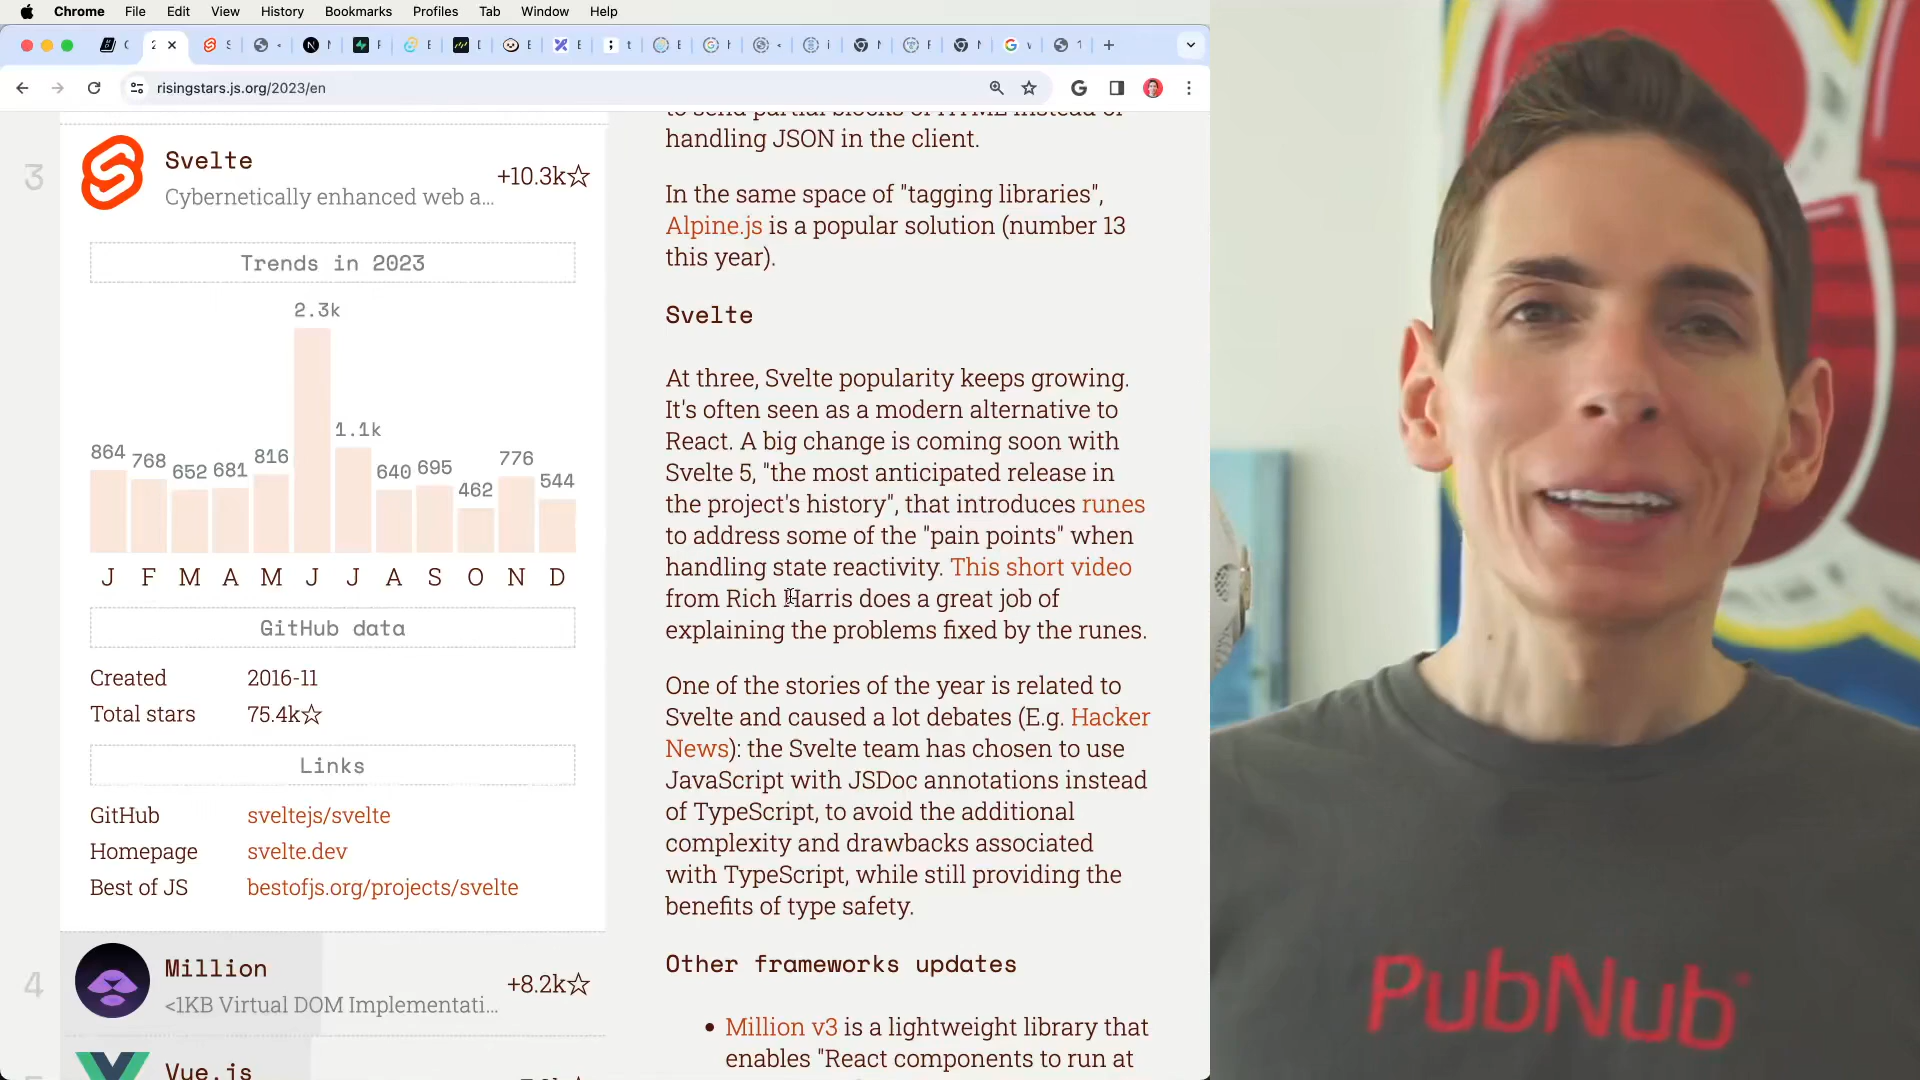 Chrome File Edit View History Bookmarks Profiles Tab Window Help
risingstars.js.org/2023/en
3
Svelte
Cybernetically enhanced web a...
+10.3k☆
Trends in 2023
2.3k
1.1k
864 768 652 681 816 640 695 462 776 544
J F M A M J J A S O N D
GitHub data
Created 2016-11
Total stars 75.4k☆
Links
GitHub sveltejs/svelte
Homepage svelte.dev
Best of JS bestofjs.org/projects/svelte
4
Million
<1KB Virtual DOM Implementati...
+8.2k☆
Vue.js
to send partial blocks of HTML instead of
handling JSON in the client.
In the same space of "tagging libraries",
Alpine.js is a popular solution (number 13
this year).
Svelte
At three, Svelte popularity keeps growing.
It's often seen as a modern alternative to
React. A big change is coming soon with
Svelte 5, "the most anticipated release in
the project's history", that introduces runes
to address some of the "pain points" when
handling state reactivity. This short video
from Rich Harris does a great job of
explaining the problems fixed by the runes.
One of the stories of the year is related to
Svelte and caused a lot debates (E.g. Hacker
News): the Svelte team has chosen to use
JavaScript with JSDoc annotations instead
of TypeScript, to avoid the additional
complexity and drawbacks associated
with TypeScript, while still providing the
benefits of type safety.
Other frameworks updates
• Million v3 is a lightweight library that
enables "React components to run at
PubNub